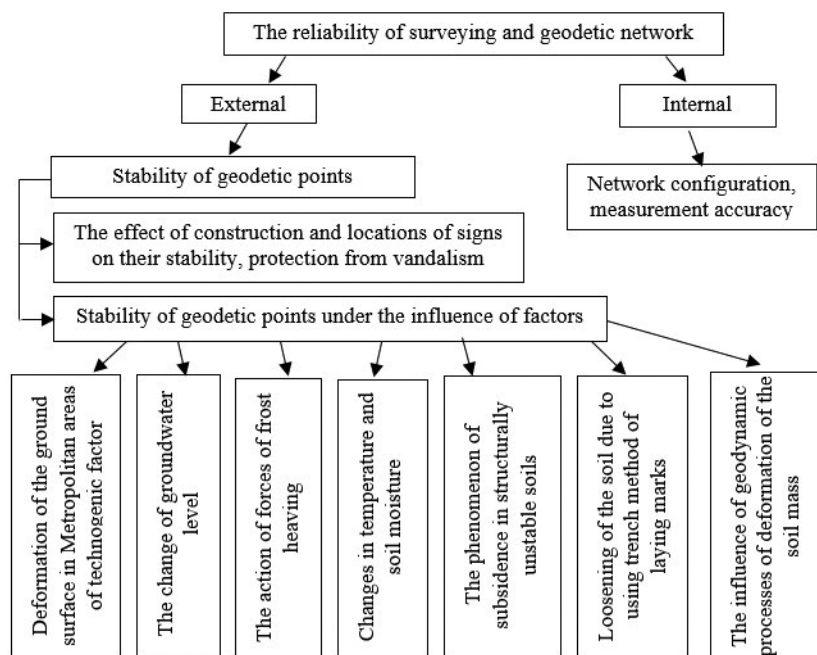 The reliability of surveying and geodetic network
External
Internal
Stability of geodetic points
Network configuration,
measurement accuracy
The effect of construction and locations of signs
on their stability, protection from vandalism
Stability of geodetic points under the influence of factors
Deformation of the ground
surface in Metropolitan areas
of technogenic factor
The change of groundwater
level
The action of forces of frost
heaving
Changes in temperature and
soil moisture
The phenomenon of
subsidence in structurally
unstable soils
Loosening of the soil due to
using trench method of
laying marks
The influence of geodynamic
processes of deformation of the
soil mass